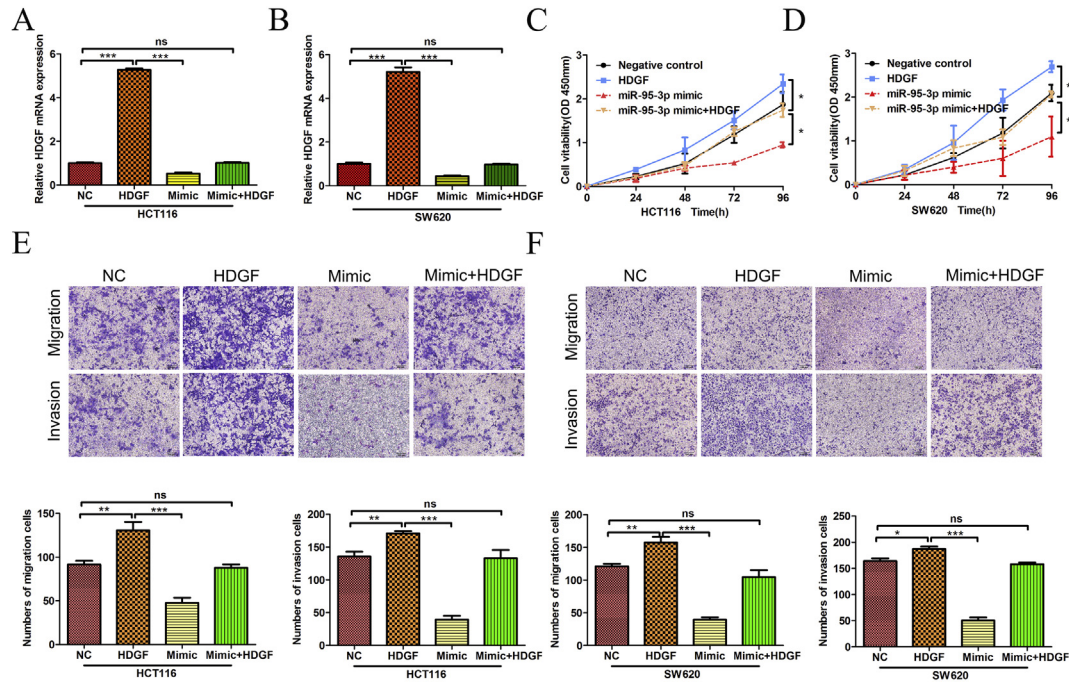 A
Relative HDGF mRNA expression
8
6
4
2
0
ns
*** ***
NC HDGF Mimic Mimic+HDGF
HCT116
B
Relative HDGF mRNA expression
8
6
4
2
0
ns
*** ***
NC HDGF Mimic Mimic+HDGF
SW620
C
Cell vitability(OD 450mm)
3
2
1
0
Negative control
HDGF
miR-95-3p mimic
miR-95-3p mimic+HDGF
*
*
0 24 48 72 96
HCT116 Time(h)
D
Cell vitability(OD 450mm)
3
2
1
0
Negative control
HDGF
miR-95-3p mimic
miR-95-3p mimic+HDGF
*
*
0 24 48 72 96
SW620 Time(h)
E
NC HDGF Mimic Mimic+HDGF
Migration
Invasion
F
NC HDGF Mimic Mimic+HDGF
Migration
Invasion
Numbers of migration cells
150
100
50
0
ns
** ***
NC HDGF Mimic Mimic+HDGF
HCT116
Numbers of invasion cells
200
150
100
50
0
ns
** ***
NC HDGF Mimic Mimic+HDGF
HCT116
Numbers of migration cells
200
150
100
50
0
ns
** ***
NC HDGF Mimic Mimic+HDGF
SW620
Numbers of invasion cells
250
200
150
100
50
0
ns
* ***
NC HDGF Mimic Mimic+HDGF
SW620